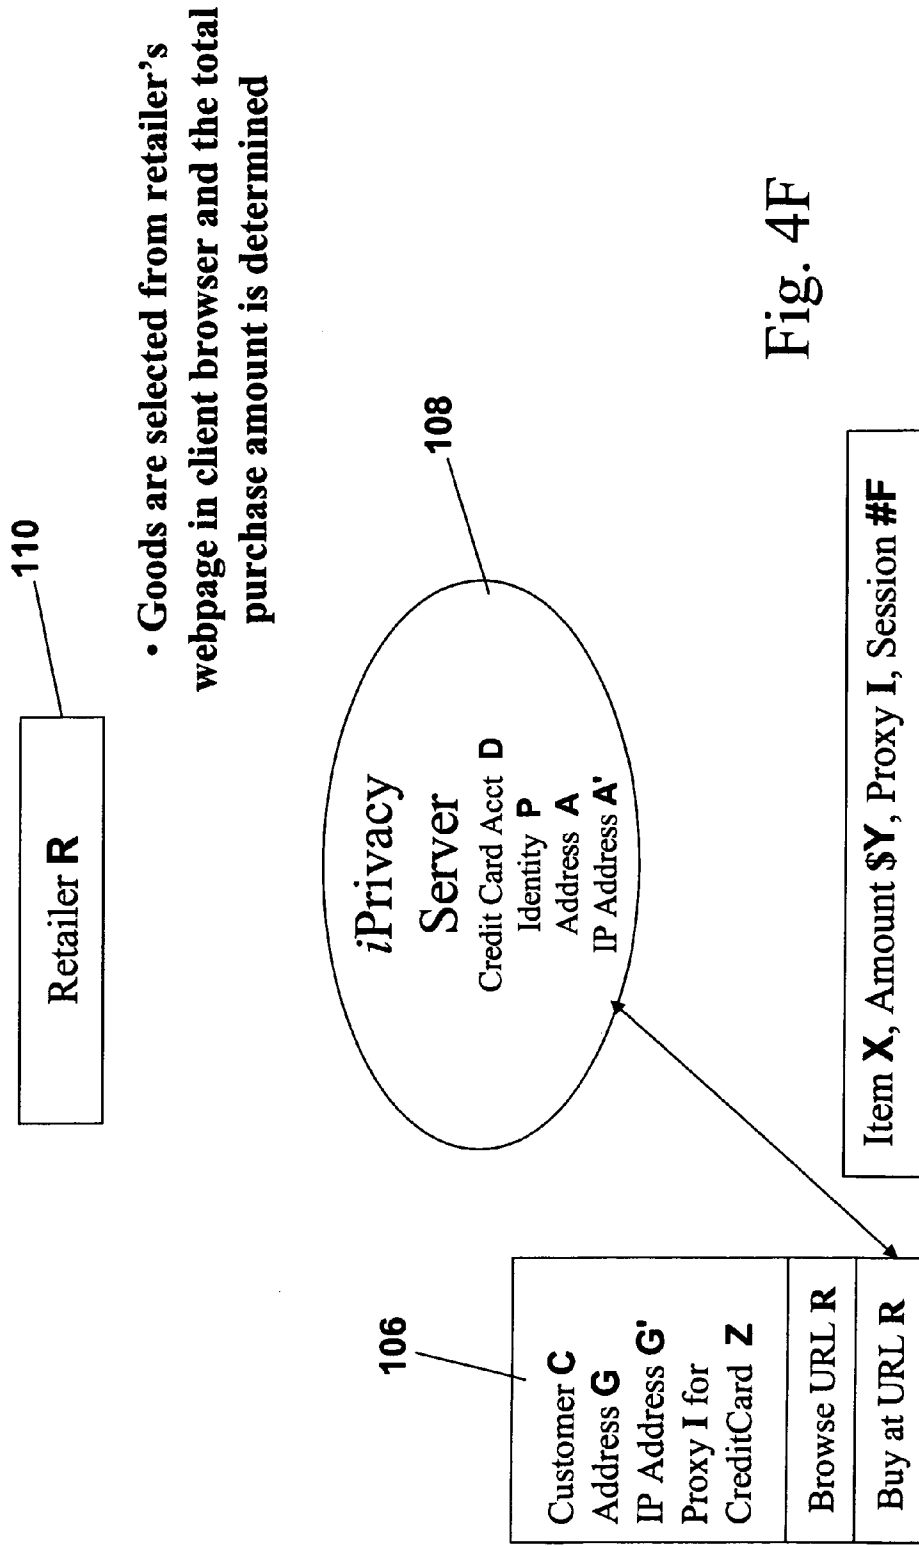 110
Retailer R
• Goods are selected from retailer's
webpage in client browser and the total
purchase amount is determined
108
iPrivacy
Server
Credit Card Acct D
Identity P
Address A
IP Address A'
106
Customer C
Address G
IP Address G'
Proxy I for
CreditCard Z
Browse URL R
Buy at URL R
Item X, Amount $Y, Proxy I, Session #F
Fig. 4F